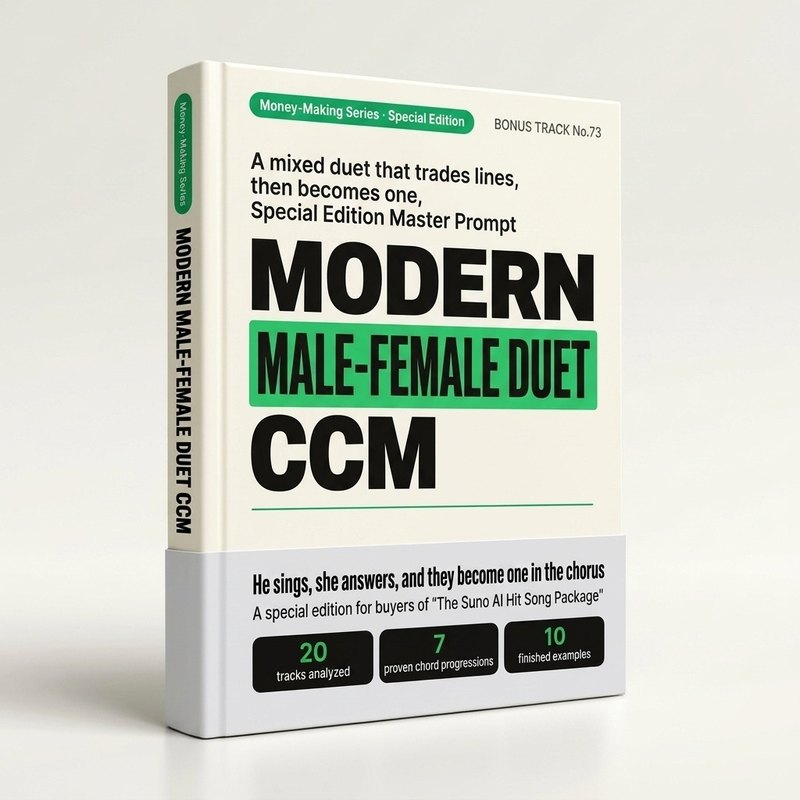 Money-Making Series · Special Edition
BONUS TRACK No.73
A mixed duet that trades lines,
then becomes one,
Special Edition Master Prompt
MODERN
MALE-FEMALE DUET
CCM
He sings, she answers, and they become one in the chorus
A special edition for buyers of "The Suno AI Hit Song Package"
20
tracks analyzed
7
proven chord progressions
10
finished examples
Money-Making Series
MODERN MALE-FEMALE DUET CCM